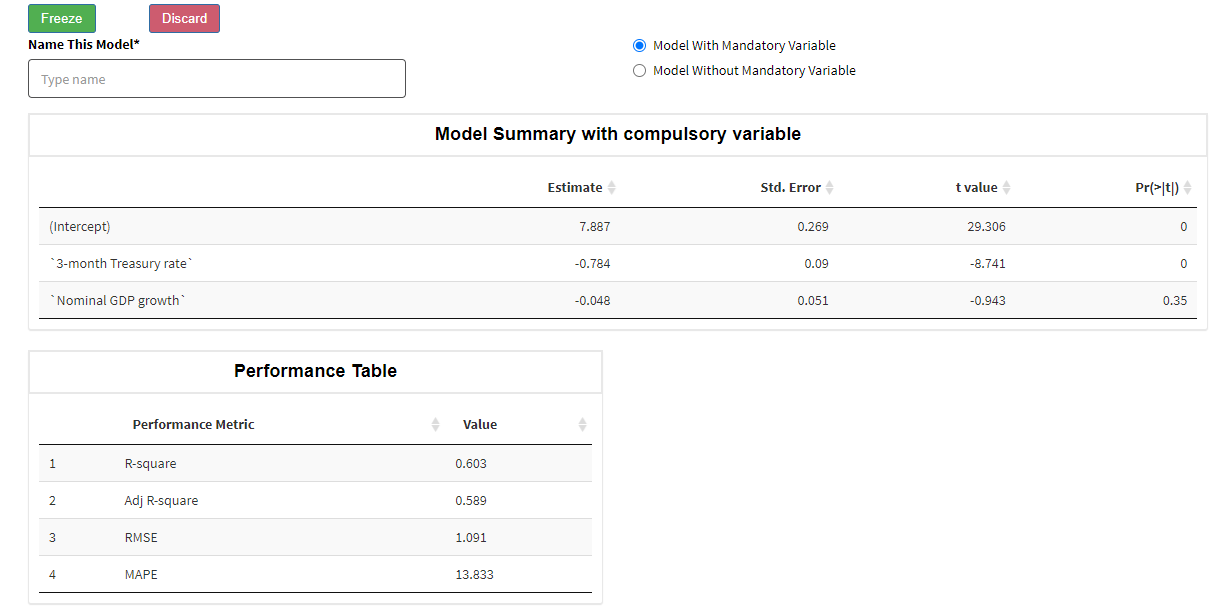 Freeze Discard
Name This Model*
Type name
Model With Mandatory Variable
Model Without Mandatory Variable
Model Summary with compulsory variable
Estimate Std. Error t value Pr(>|t|)
(Intercept) 7.887 0.269 29.306 0
`3-month Treasury rate` -0.784 0.09 -8.741 0
`Nominal GDP growth` -0.048 0.051 -0.943 0.35
Performance Table
Performance Metric Value
1 R-square 0.603
2 Adj R-square 0.589
3 RMSE 1.091
4 MAPE 13.833